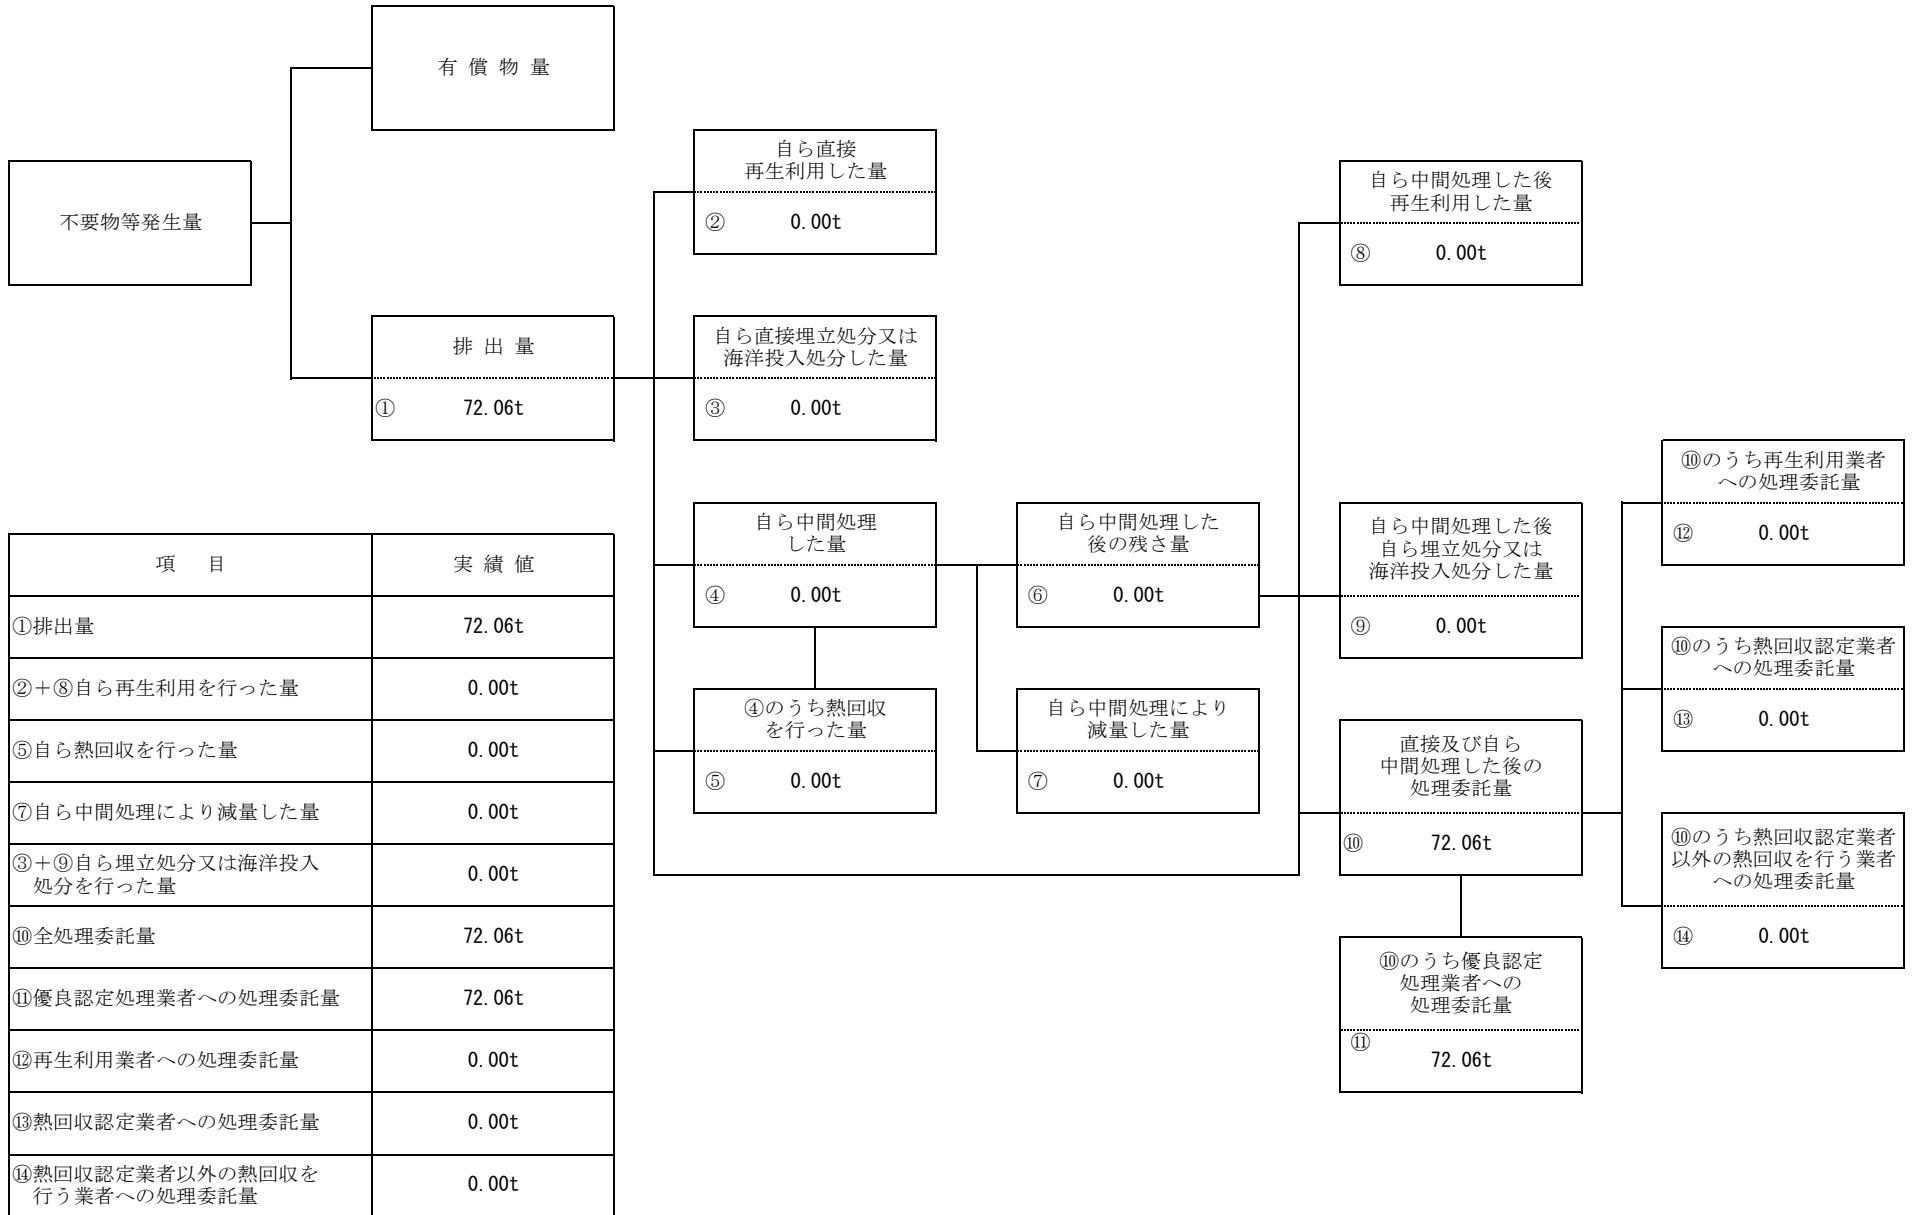 有 償 物 量
不要物等発生量
排 出 量
① 72.06t
自ら直接
再生利用した量
② 0.00t
自ら直接埋立処分又は
海洋投入処分した量
③ 0.00t
自ら中間処理
した量
④ 0.00t
④のうち熱回収
を行った量
⑤ 0.00t
自ら中間処理した
後の残さ量
⑥ 0.00t
自ら中間処理により
減量した量
⑦ 0.00t
自ら中間処理した後
再生利用した量
⑧ 0.00t
自ら中間処理した後
自ら埋立処分又は
海洋投入処分した量
⑨ 0.00t
直接及び自ら
中間処理した後の
処理委託量
⑩ 72.06t
⑩のうち優良認定
処理業者への
処理委託量
⑪
72.06t
⑩のうち再生利用業者
への処理委託量
⑫ 0.00t
⑩のうち熱回収認定業者
への処理委託量
⑬ 0.00t
⑩のうち熱回収認定業者
以外の熱回収を行う業者
への処理委託量
⑭ 0.00t
項 目 実 績 値
①排出量 72.06t
②+⑧自ら再生利用を行った量 0.00t
⑤自ら熱回収を行った量 0.00t
⑦自ら中間処理により減量した量 0.00t
③+⑨自ら埋立処分又は海洋投入
処分を行った量 0.00t
⑩全処理委託量 72.06t
⑪優良認定処理業者への処理委託量 72.06t
⑫再生利用業者への処理委託量 0.00t
⑬熱回収認定業者への処理委託量 0.00t
⑭熱回収認定業者以外の熱回収を
行う業者への処理委託量 0.00t